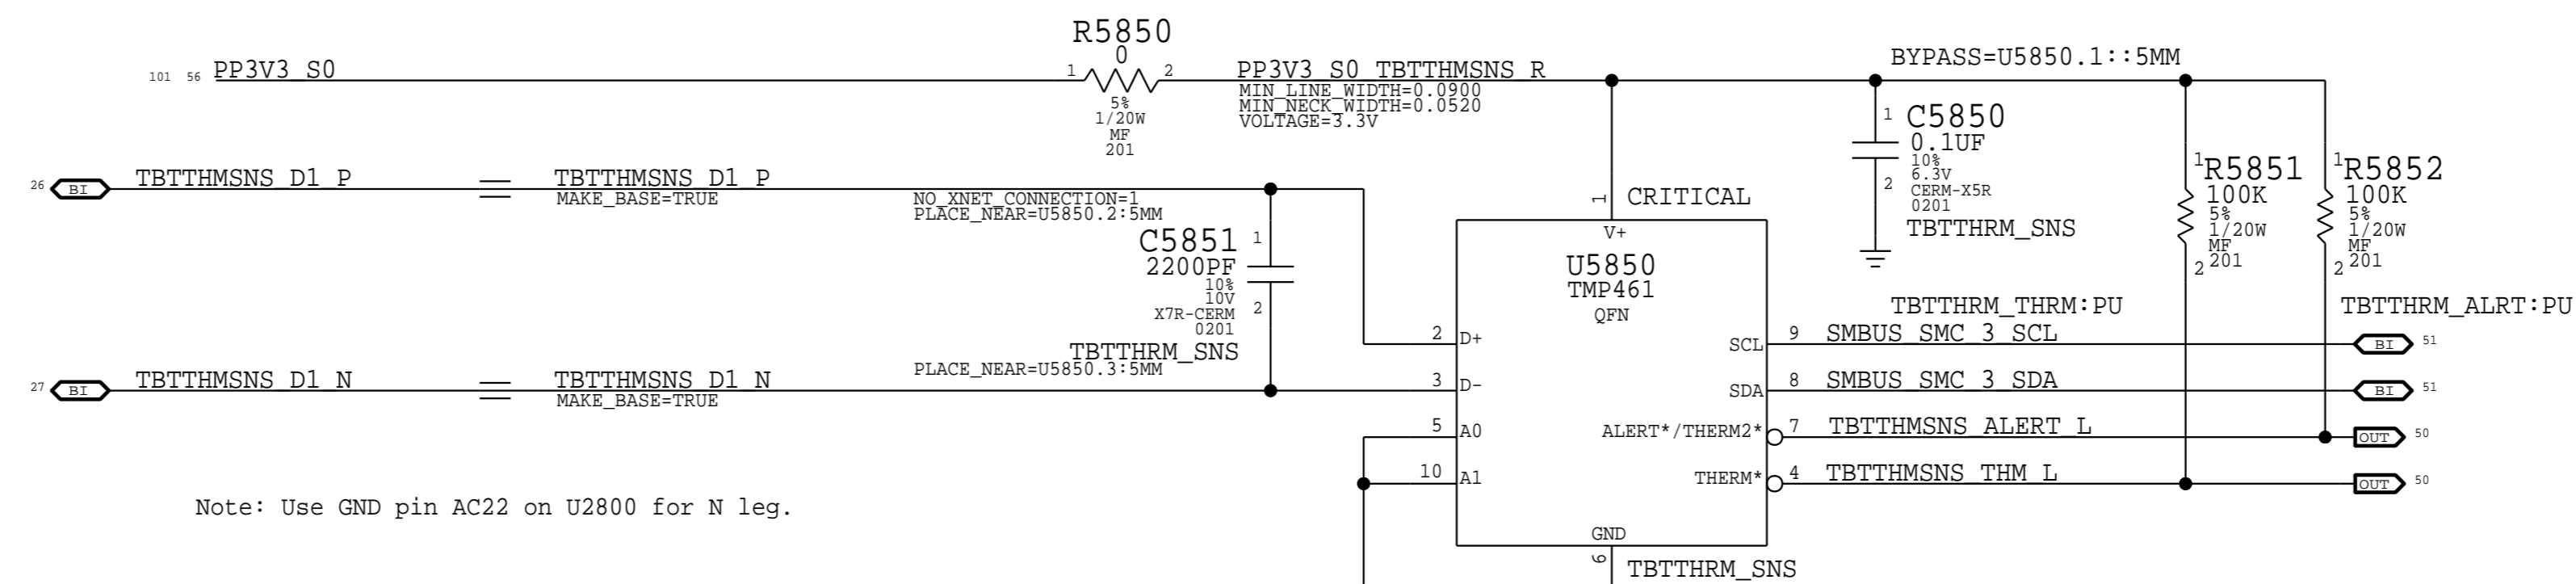 R5850
0
1
2
5%
1/20W
MF
201
101 56 PP3V3_S0
PP3V3_S0_TBTTHMSNS_R
MIN_LINE_WIDTH=0.0900
MIN_NECK_WIDTH=0.0520
VOLTAGE=3.3V
BYPASS=U5850.1::5MM
1
C5850
0.1UF
10%
6.3V
2
CERM-X5R
0201
TBTTHRM_SNS
1
R5851
100K
5%
1/20W
MF
2
201
TBTTHRM_THRM:PU
1
R5852
100K
5%
1/20W
MF
2
201
TBTTHRM_ALRT:PU
26 BI TBTTHMSNS_D1_P
TBTTHMSNS_D1_P
MAKE_BASE=TRUE
NO_XNET_CONNECTION=1
PLACE_NEAR=U5850.2:5MM
C5851
1
2200PF
10%
10V
X7R-CERM
2
0201
TBTTHRM_SNS
PLACE_NEAR=U5850.3:5MM
27 BI TBTTHMSNS_D1_N
TBTTHMSNS_D1_N
MAKE_BASE=TRUE
1
CRITICAL
V+
U5850
TMP461
QFN
2 D+
3 D-
5 A0
10 A1
SCL 9 SMBUS_SMC_3_SCL BI 51
SDA 8 SMBUS_SMC_3_SDA BI 51
ALERT*/THERM2* 7 TBTTHMSNS_ALERT_L OUT 50
THERM* 4 TBTTHMSNS_THM_L OUT 50
GND
6
TBTTHRM_SNS
Note: Use GND pin AC22 on U2800 for N leg.